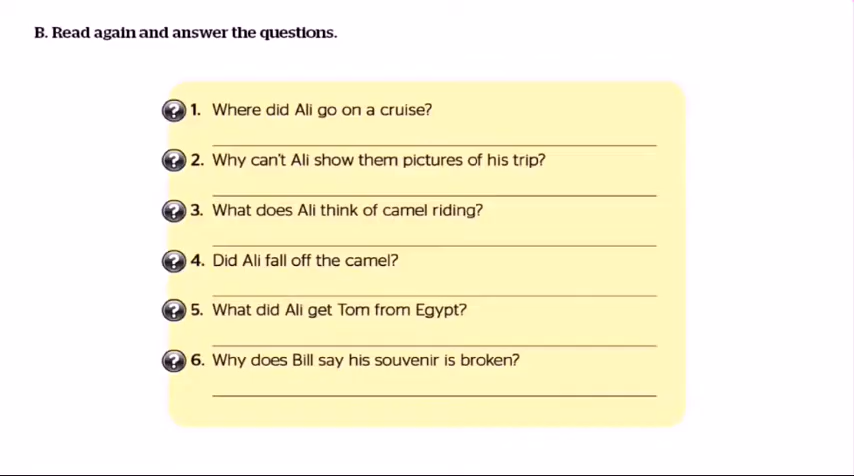 B. Read again and answer the questions.
1. Where did Ali go on a cruise?
2. Why can't Ali show them pictures of his trip?
3. What does Ali think of camel riding?
4. Did Ali fall off the camel?
5. What did Ali get Tom from Egypt?
6. Why does Bill say his souvenir is broken?